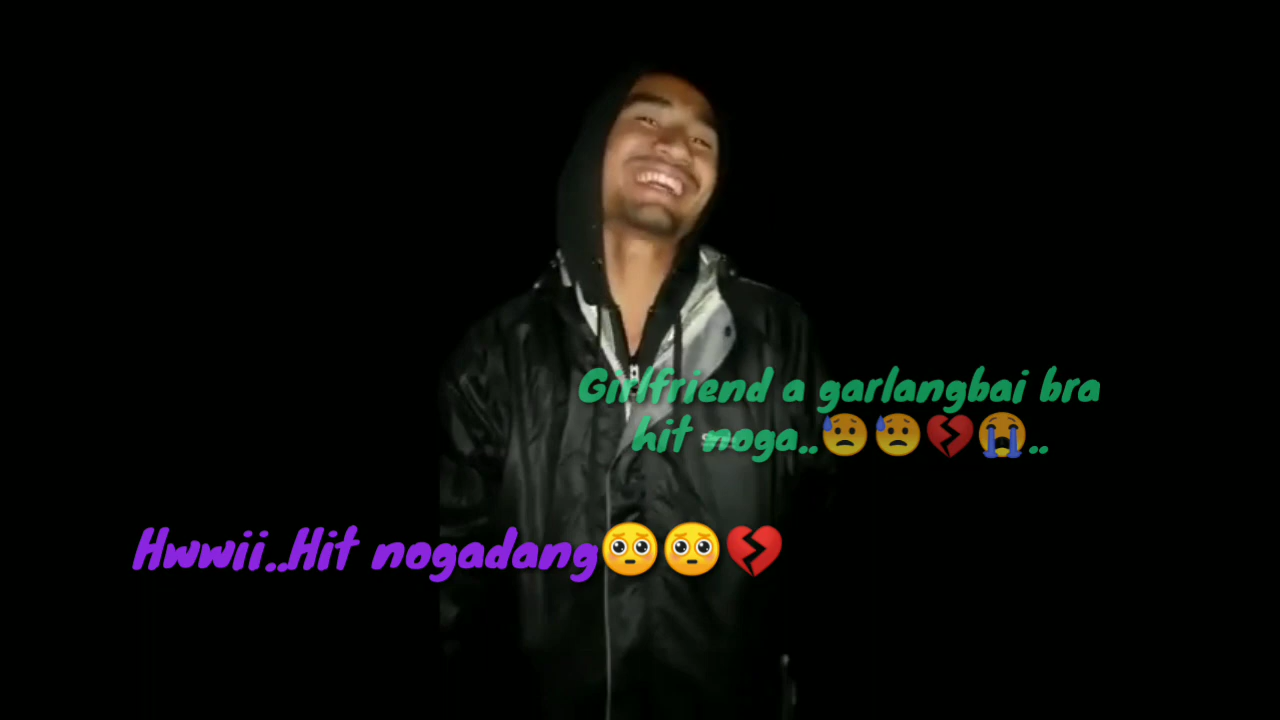 Girlfriend a garlangbai bra
hit noga..😥😥💔😭..
Hwwii..Hit nogadang🥺🥺💔